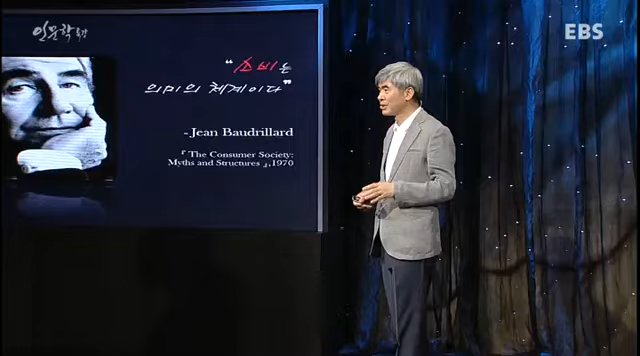 인문학 특강
EBS
"소비는
의미의 체계이다"
-Jean Baudrillard
『The Consumer Society:
Myths and Structures』,1970